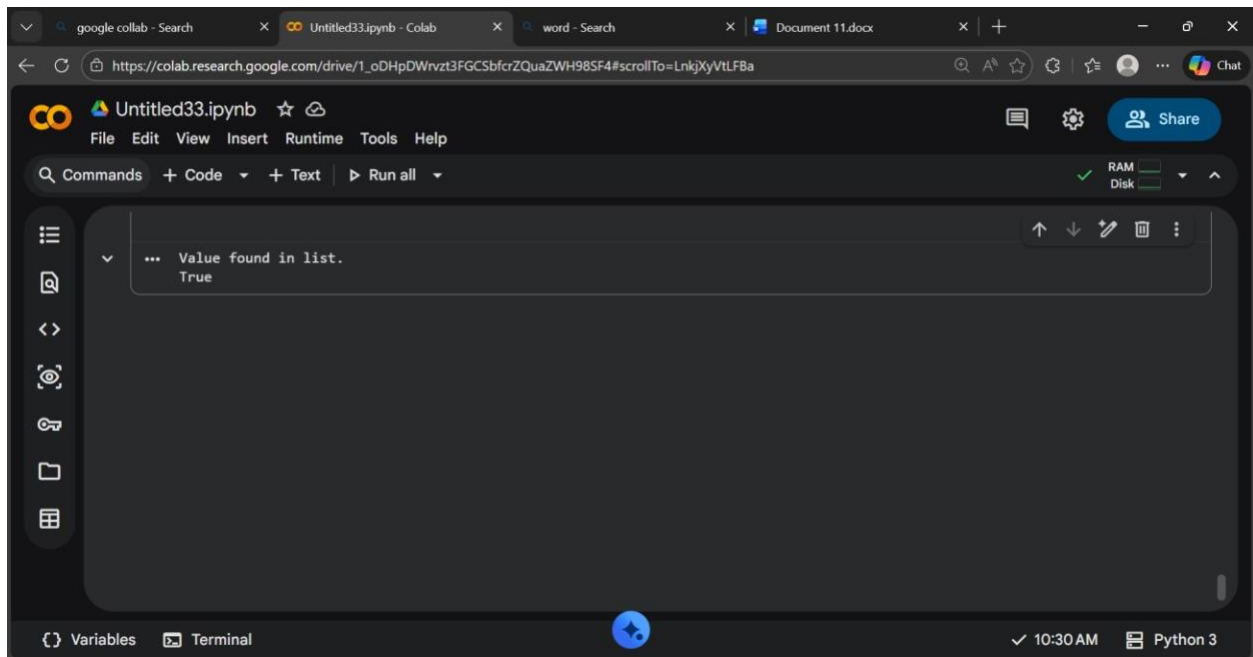 google collab - Search
Untitled33.ipynb - Colab
word - Search
Document 11.docx
https://colab.research.google.com/drive/1_oDHpDWrvzt3FGCSbfcrZQuaZWH98SF4#scrollTo=LnkjXyVtLFBa
Chat
Untitled33.ipynb
File Edit View Insert Runtime Tools Help
Share
Commands + Code + Text Run all
RAM
Disk
Value found in list.
True
Variables Terminal
10:30 AM Python 3